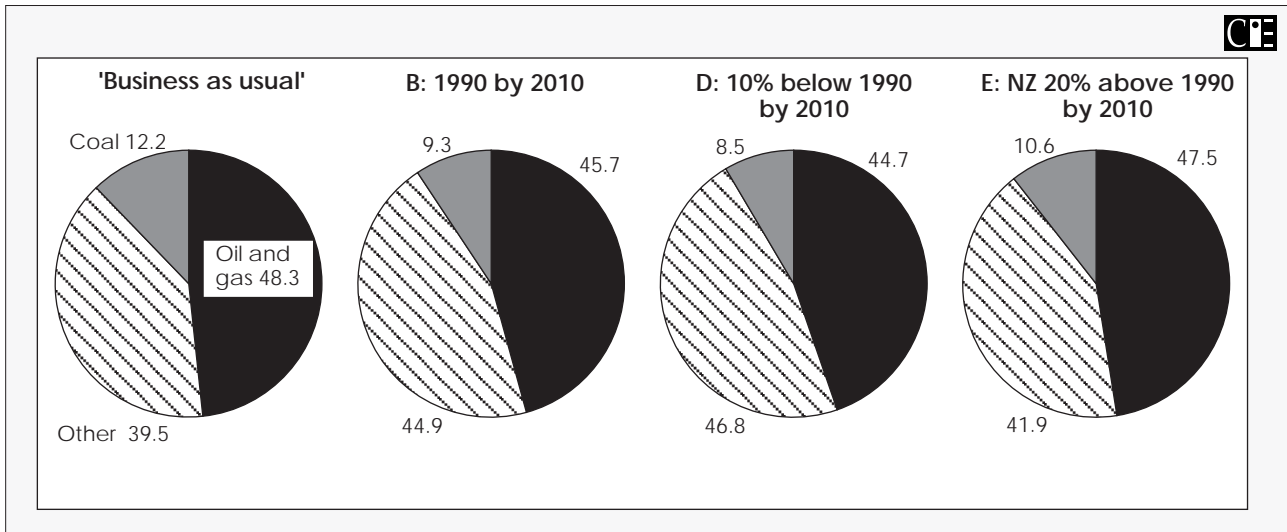 CIE
'Business as usual'
B: 1990 by 2010
D: 10% below 1990
by 2010
E: NZ 20% above 1990
by 2010
Coal 12.2
Oil and
gas 48.3
Other 39.5
9.3
45.7
44.9
8.5
44.7
46.8
10.6
47.5
41.9